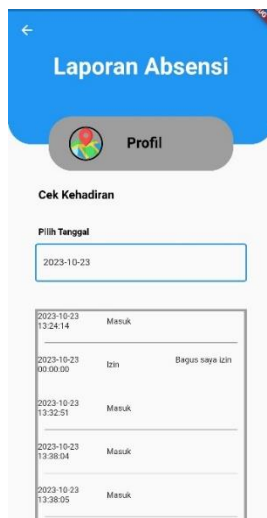 Laporan Absensi
Profil
Cek Kehadiran
Pilih Tanggal
2023-10-23
2023-10-23
13:24:14
Masuk
2023-10-23
00:00:00
Izin
Bagus saya izin
2023-10-23
13:32:51
Masuk
2023-10-23
13:38:04
Masuk
2023-10-23
13:38:05
Masuk